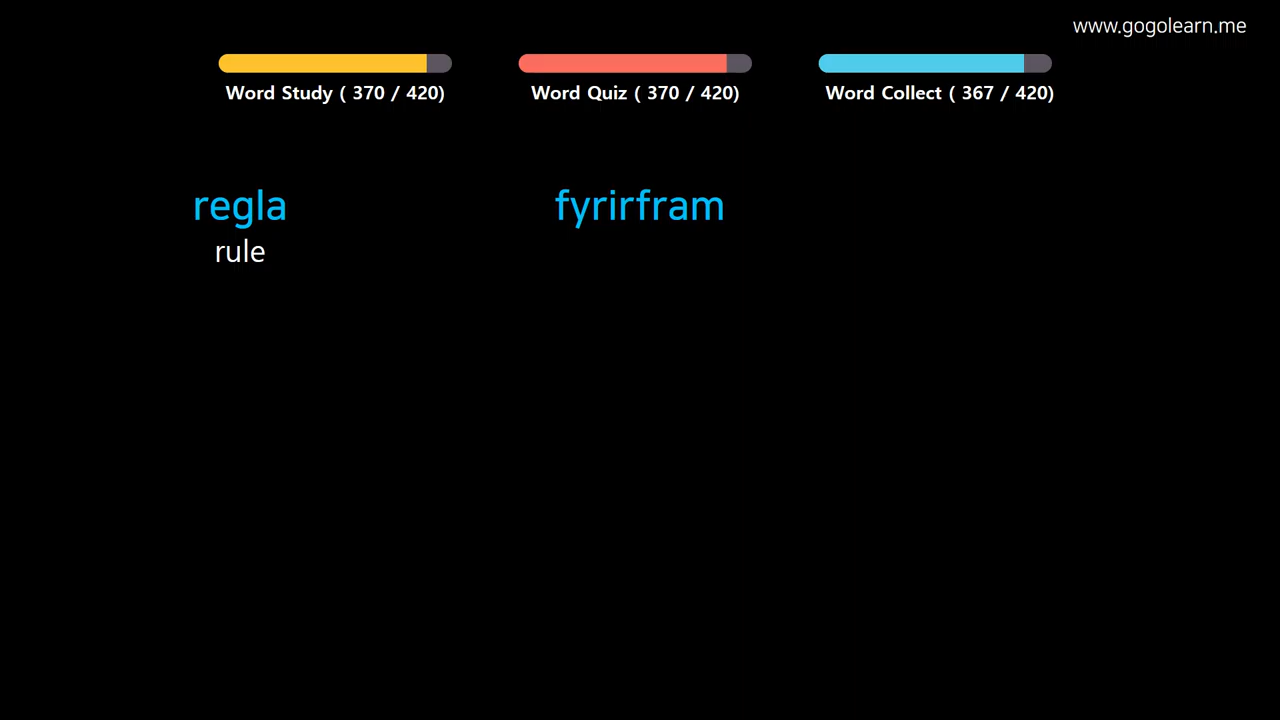 www.gogolearn.me
Word Study ( 370 / 420)
Word Quiz ( 370 / 420)
Word Collect ( 367 / 420)
regla
rule
fyrirfram